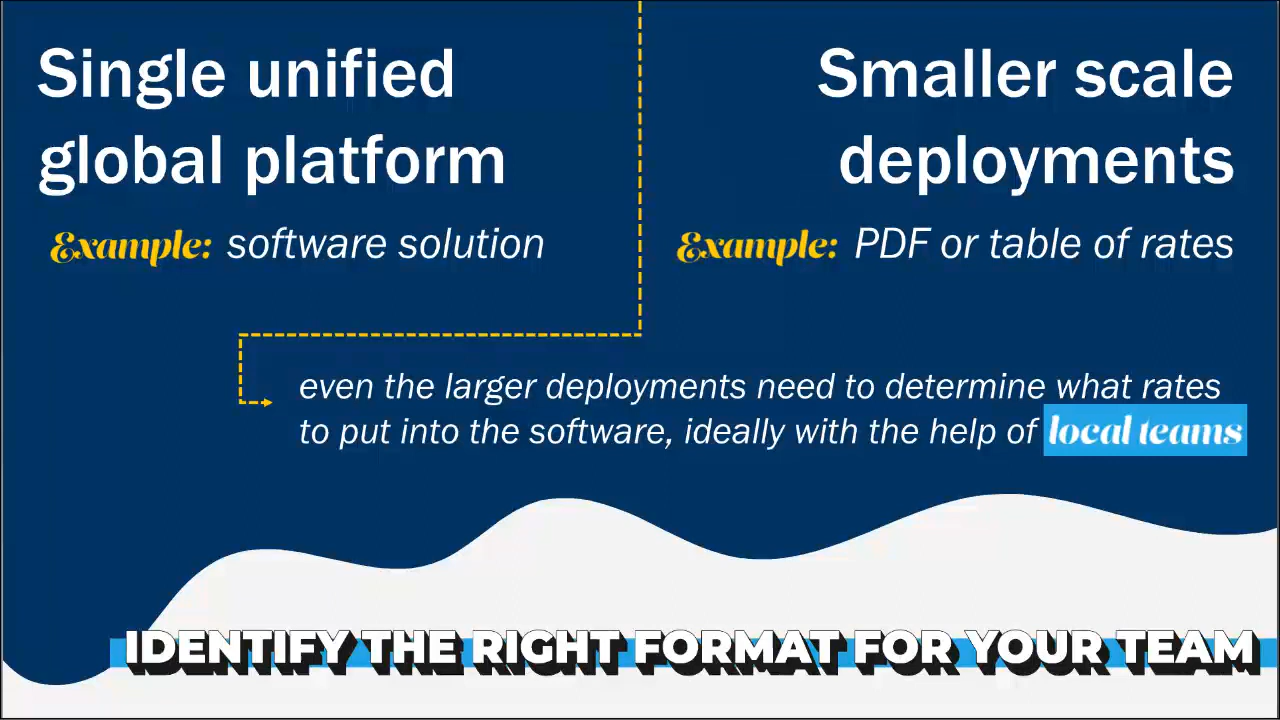 Single unified
global platform
Example: software solution
Smaller scale
deployments
Example: PDF or table of rates
even the larger deployments need to determine what rates
to put into the software, ideally with the help of local teams
IDENTIFY THE RIGHT FORMAT FOR YOUR TEAM